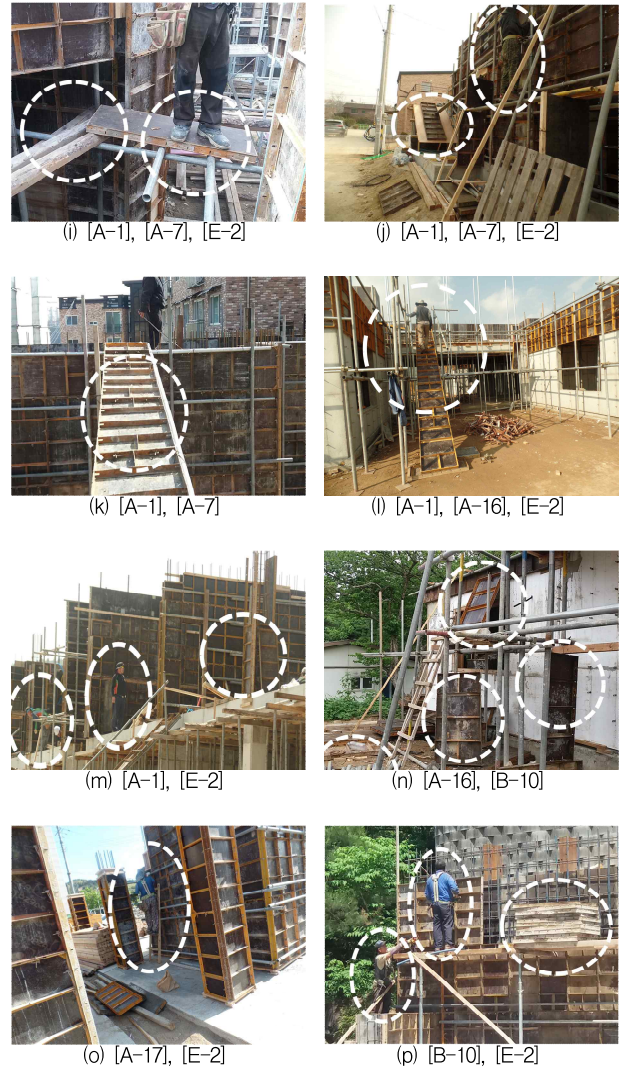 (i) [A-1], [A-7], [E-2]
(j) [A-1], [A-7], [E-2]
(k) [A-1], [A-7]
(l) [A-1], [A-16], [E-2]
(m) [A-1], [E-2]
(n) [A-16], [B-10]
(o) [A-17], [E-2]
(p) [B-10], [E-2]